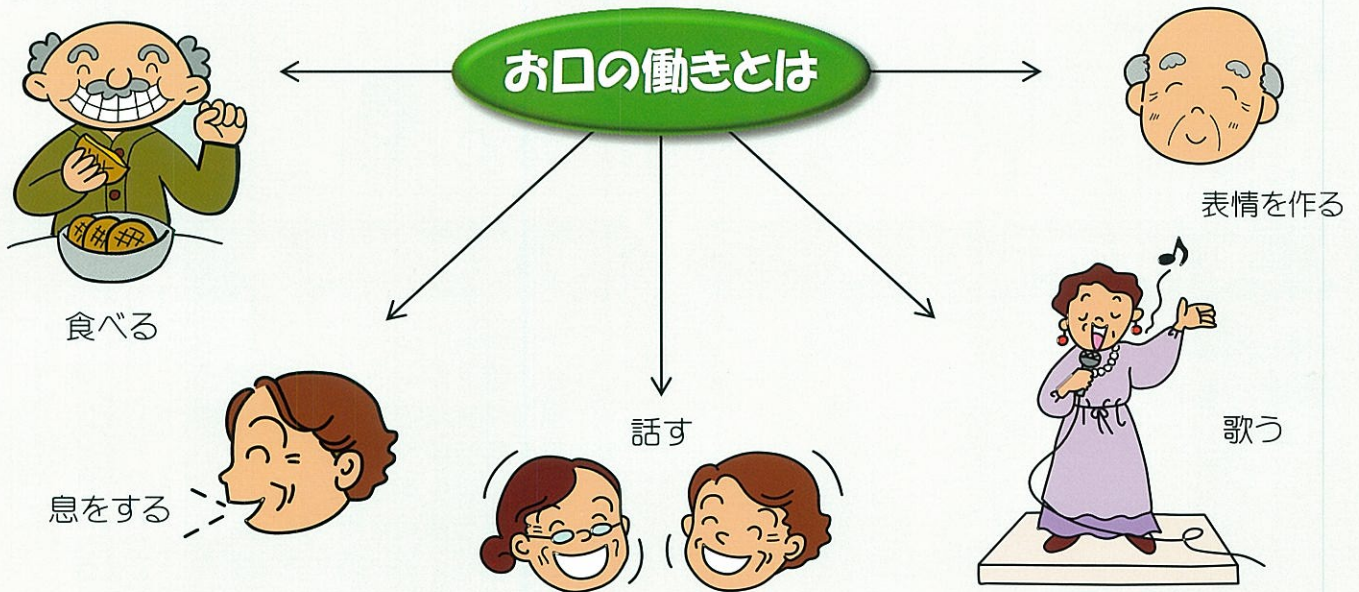 お口の働きとは
表情を作る
食べる
話す
歌う
息をする